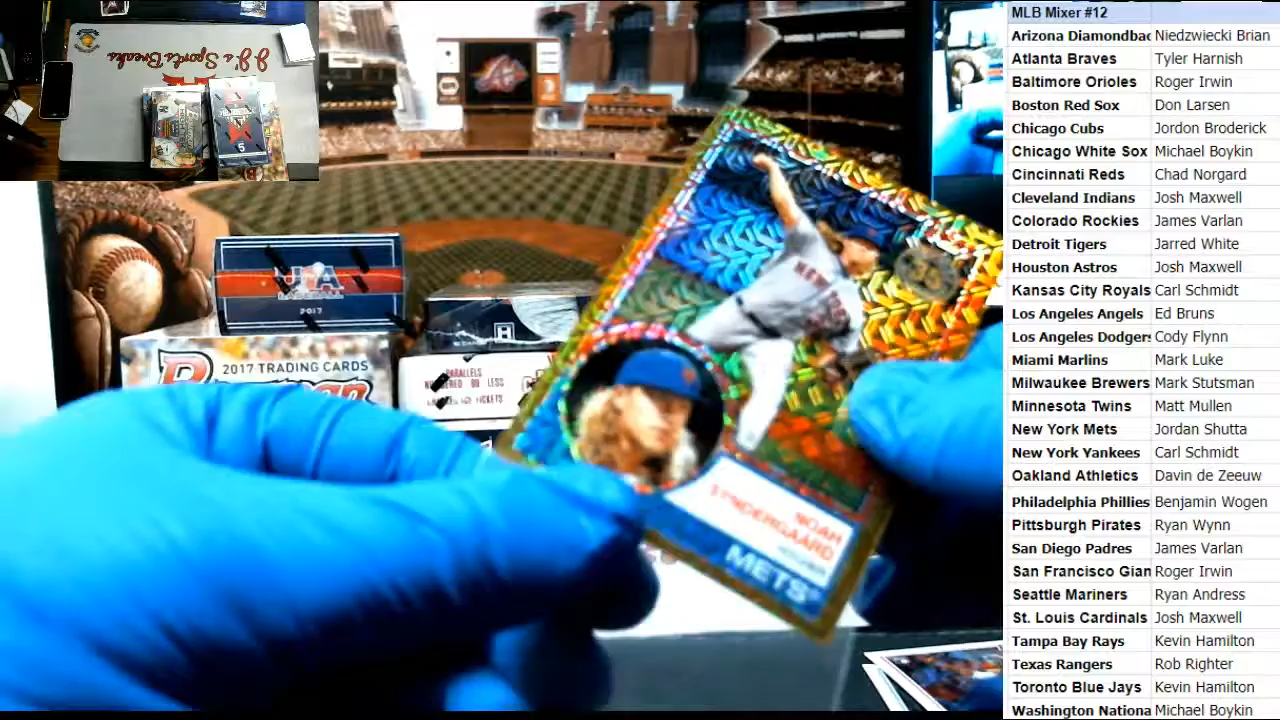 MLB Mixer #12
Arizona Diamondbac Niedzwiecki Brian
Atlanta Braves Tyler Harnish
Baltimore Orioles Roger Irwin
Boston Red Sox Don Larsen
Chicago Cubs Jordon Broderick
Chicago White Sox Michael Boykin
Cincinnati Reds Chad Norgard
Cleveland Indians Josh Maxwell
Colorado Rockies James Varlan
Detroit Tigers Jarred White
Houston Astros Josh Maxwell
Kansas City Royals Carl Schmidt
Los Angeles Angels Ed Bruns
Los Angeles Dodgers Cody Flynn
Miami Marlins Mark Luke
Milwaukee Brewers Mark Stutsman
Minnesota Twins Matt Mullen
New York Mets Jordan Shutta
New York Yankees Carl Schmidt
Oakland Athletics Davin de Zeeuw
Philadelphia Phillies Benjamin Wogen
Pittsburgh Pirates Ryan Wynn
San Diego Padres James Varlan
San Francisco Gian Roger Irwin
Seattle Mariners Ryan Andress
St. Louis Cardinals Josh Maxwell
Tampa Bay Rays Kevin Hamilton
Texas Rangers Rob Righter
Toronto Blue Jays Kevin Hamilton
Washington Nationa Michael Boykin
JJ's Sports Breaks
5
USA
BASEBALL
2017
2017 TRADING CARDS
Bowman
PARALLELS
NOAH
SYNDERGAARD
METS